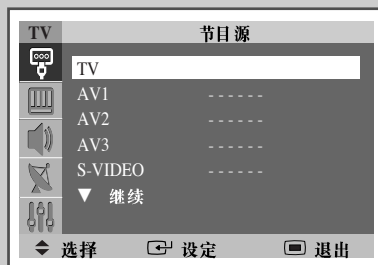 TV 节目源
TV
AV1 ------
AV2 ------
AV3 ------
S-VIDEO ------
▼ 继续
选择 设定 退出